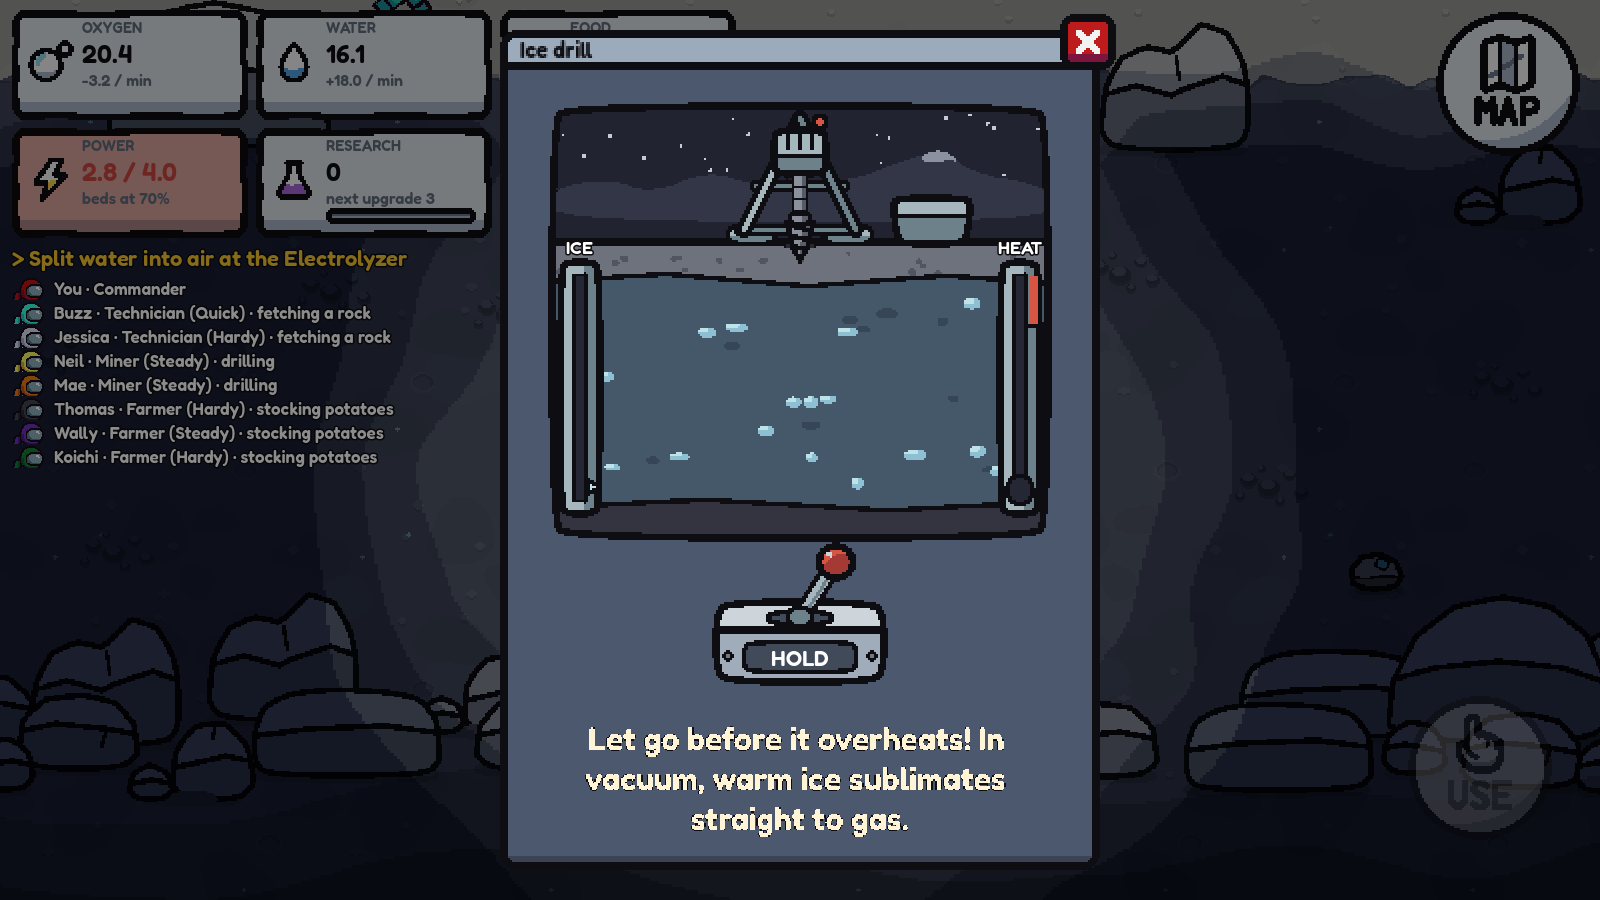 OXYGEN
20.4
-3.2 / min
WATER
16.1
+18.0 / min
FOOD
POWER
2.8 / 4.0
beds at 70%
RESEARCH
0
next upgrade 3
> Split water into air at the Electrolyzer
You · Commander
Buzz · Technician (Quick) · fetching a rock
Jessica · Technician (Hardy) · fetching a rock
Neil · Miner (Steady) · drilling
Mae · Miner (Steady) · drilling
Thomas · Farmer (Hardy) · stocking potatoes
Wally · Farmer (Steady) · stocking potatoes
Koichi · Farmer (Hardy) · stocking potatoes
Ice drill
ICE
HEAT
HOLD
Let go before it overheats! In
vacuum, warm ice sublimates
straight to gas.
MAP
USE